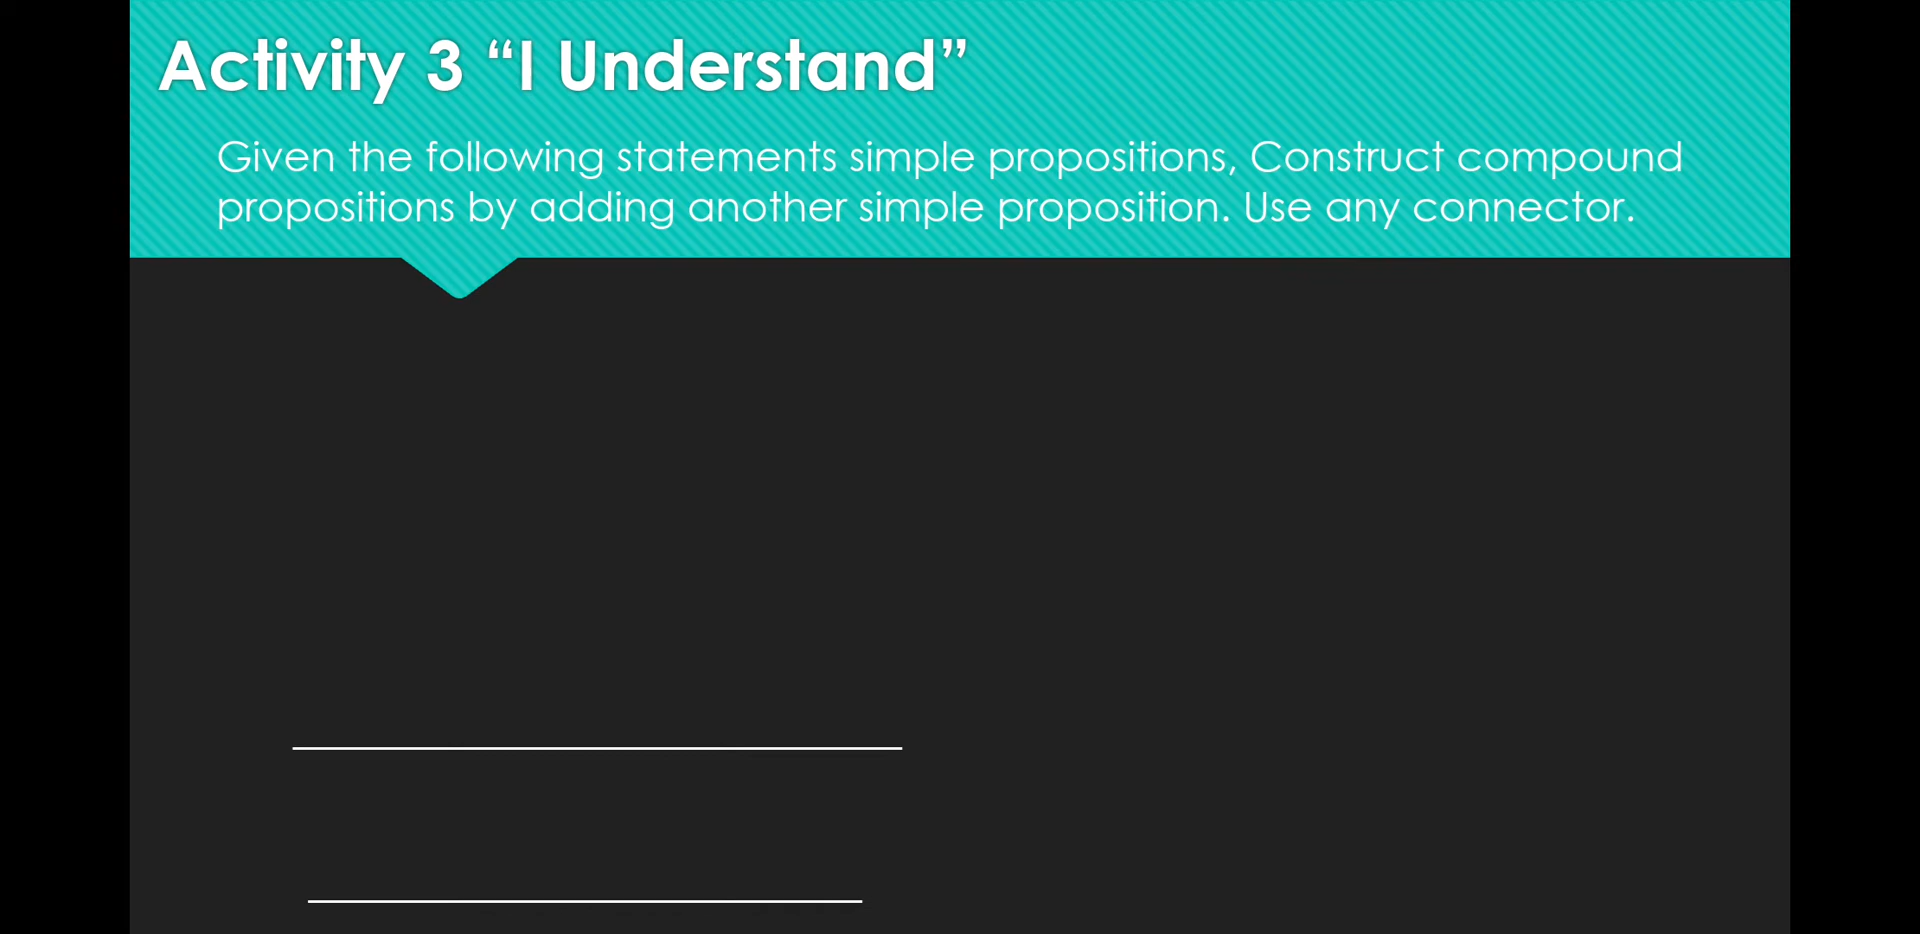 Activity 3 “I Understand”
Given the following statements simple propositions, Construct compound
propositions by adding another simple proposition. Use any connector.